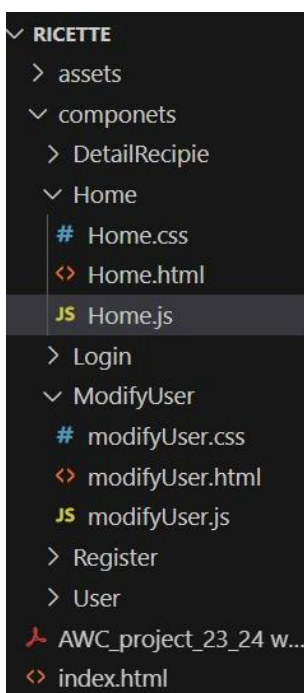 RICETTE
assets
componets
DetailRecipie
Home
# Home.css
<> Home.html
JS Home.js
Login
ModifyUser
# modifyUser.css
<> modifyUser.html
JS modifyUser.js
Register
User
AWC_project_23_24 w...
<> index.html